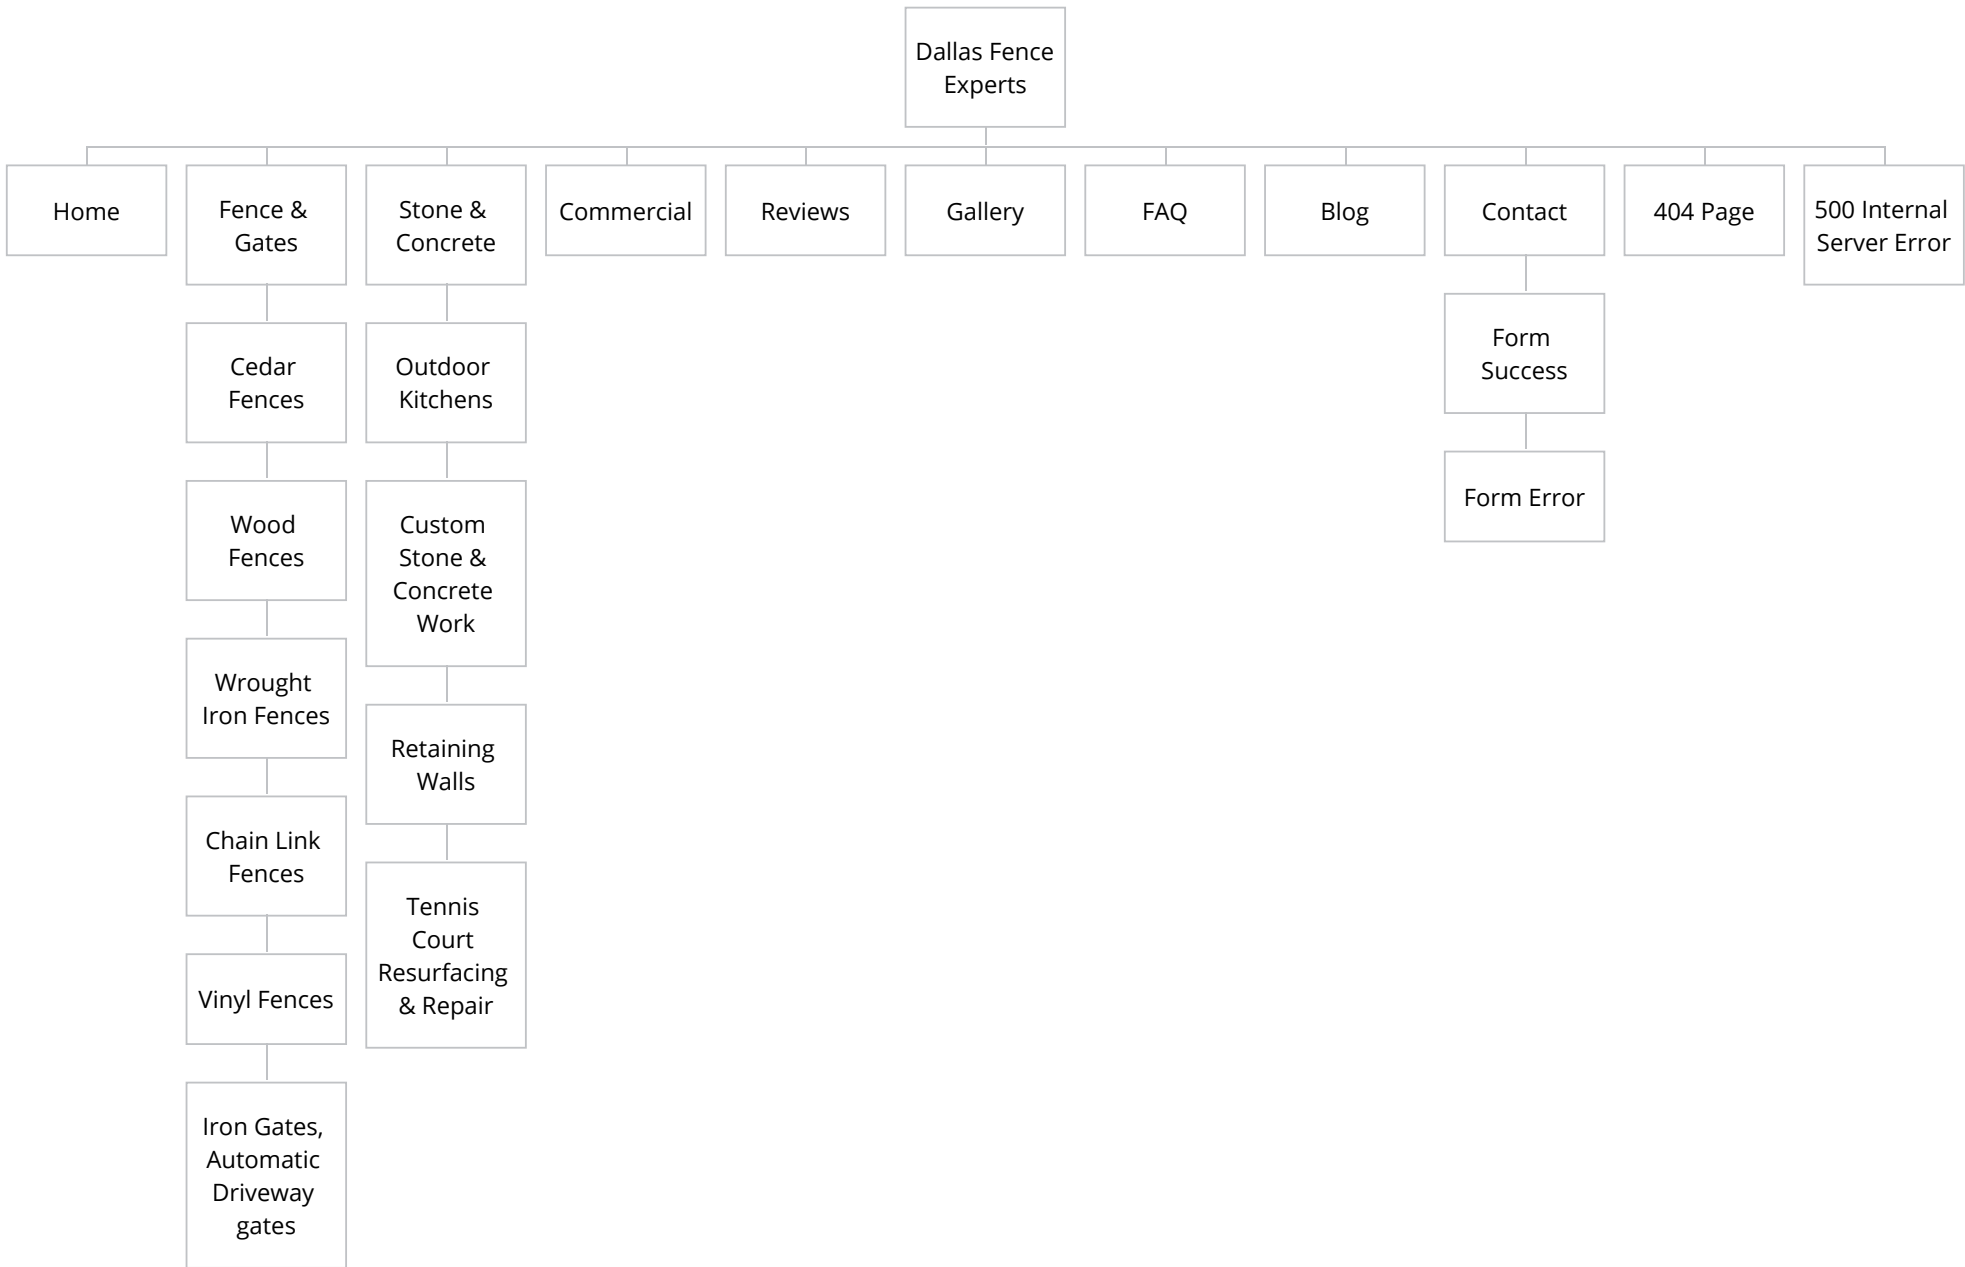 Dallas Fence
Experts
Home
Fence &
Gates
Stone &
Concrete
Commercial
Reviews
Gallery
FAQ
Blog
Contact
404 Page
500 Internal
Server Error
Cedar
Fences
Wood
Fences
Wrought
Iron Fences
Chain Link
Fences
Vinyl Fences
Iron Gates,
Automatic
Driveway
gates
Outdoor
Kitchens
Custom
Stone &
Concrete
Work
Retaining
Walls
Tennis
Court
Resurfacing
& Repair
Form
Success
Form Error